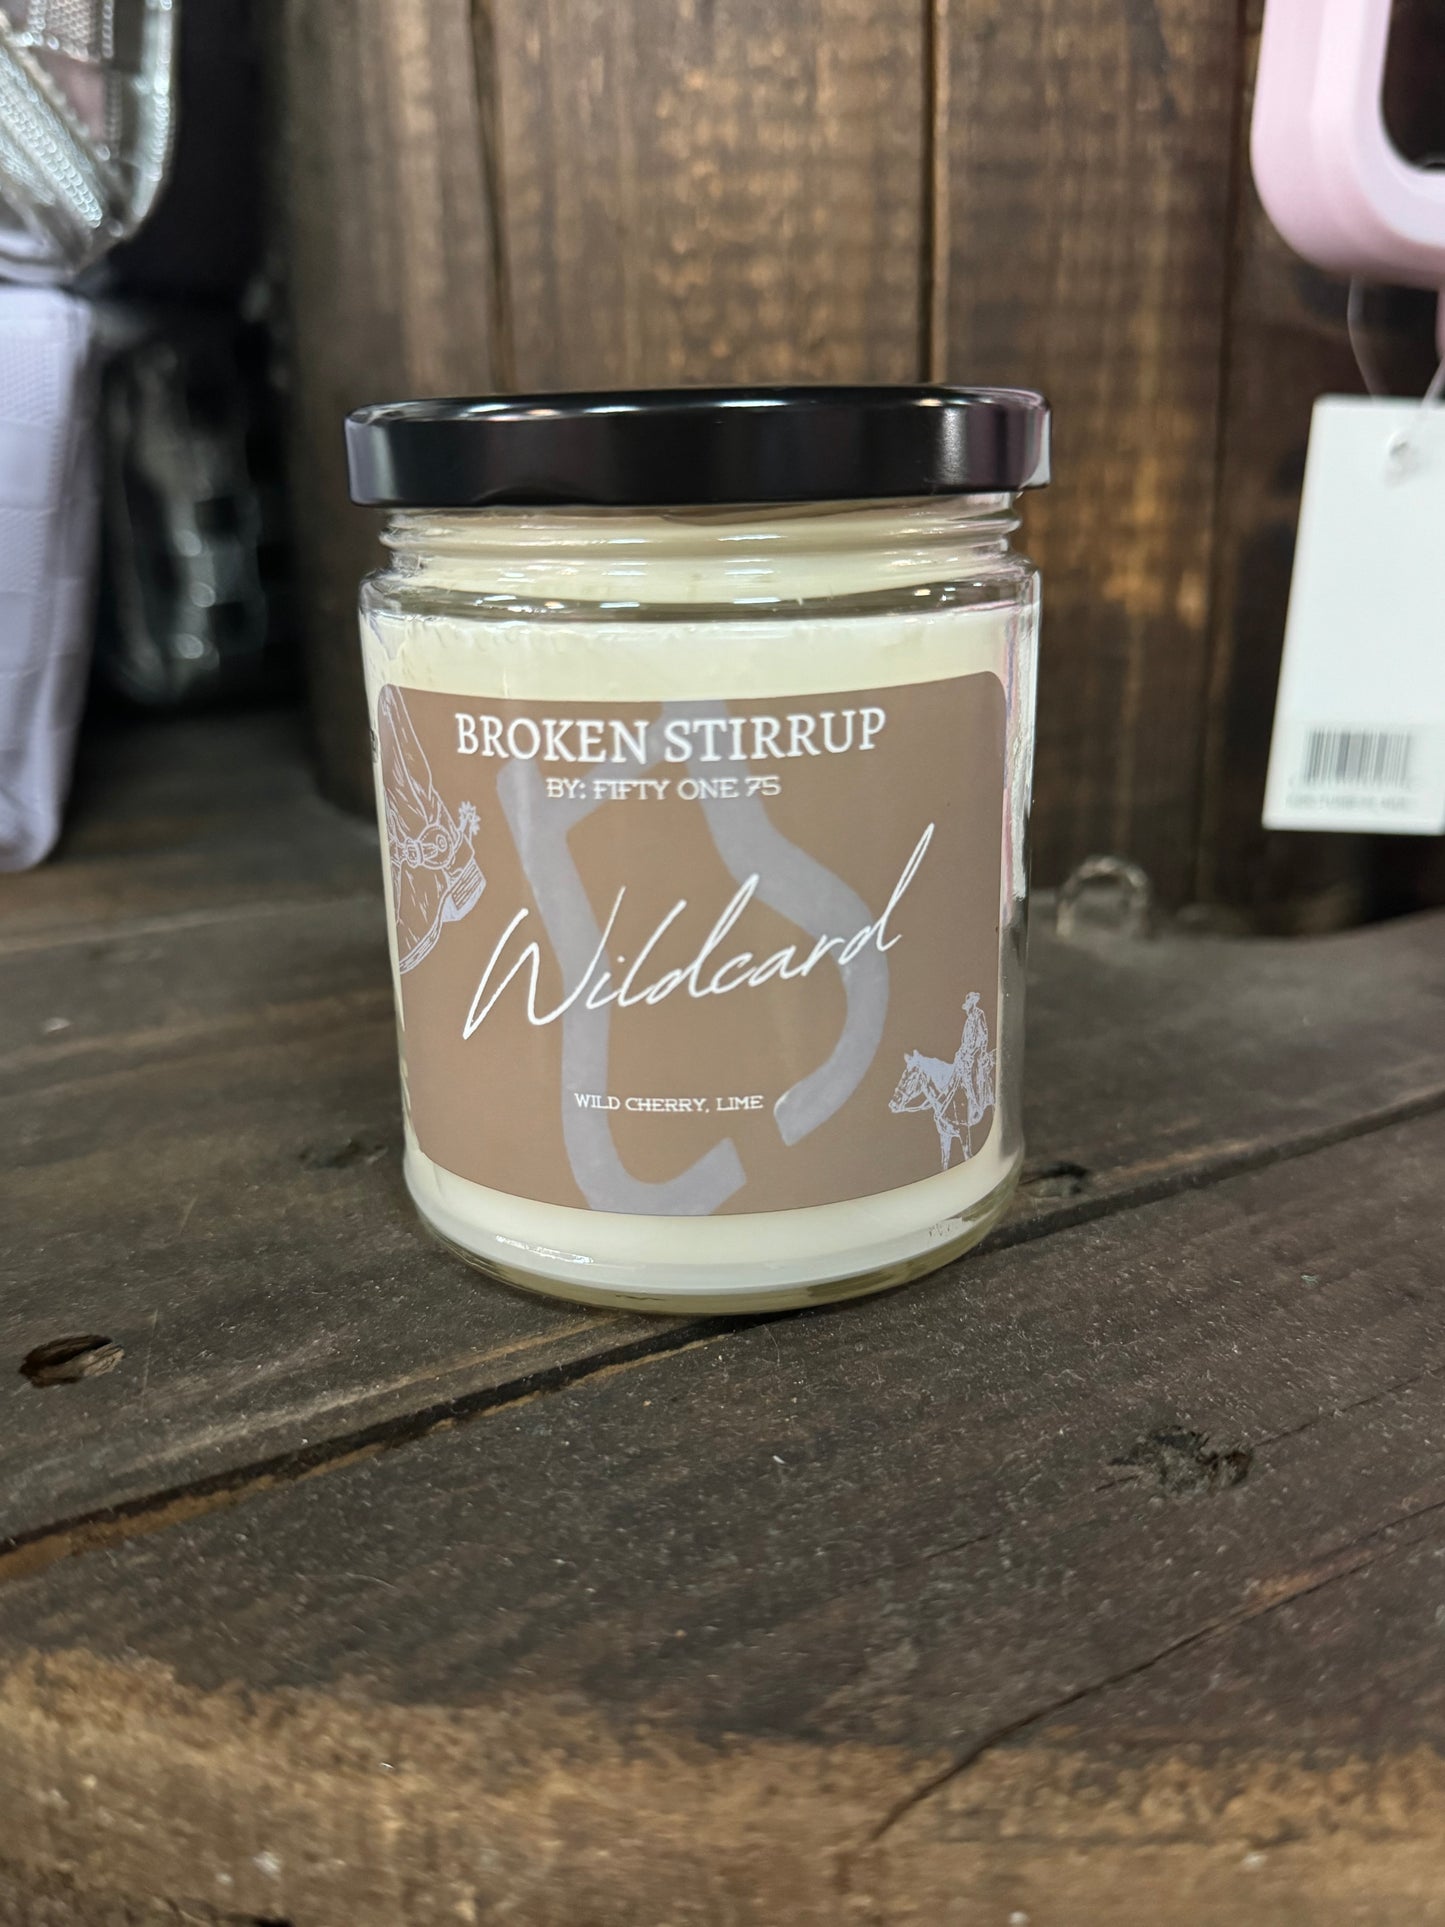 BROKEN STIRRUP
BY: FIFTY ONE 75
Wildcard
WILD CHERRY, LIME